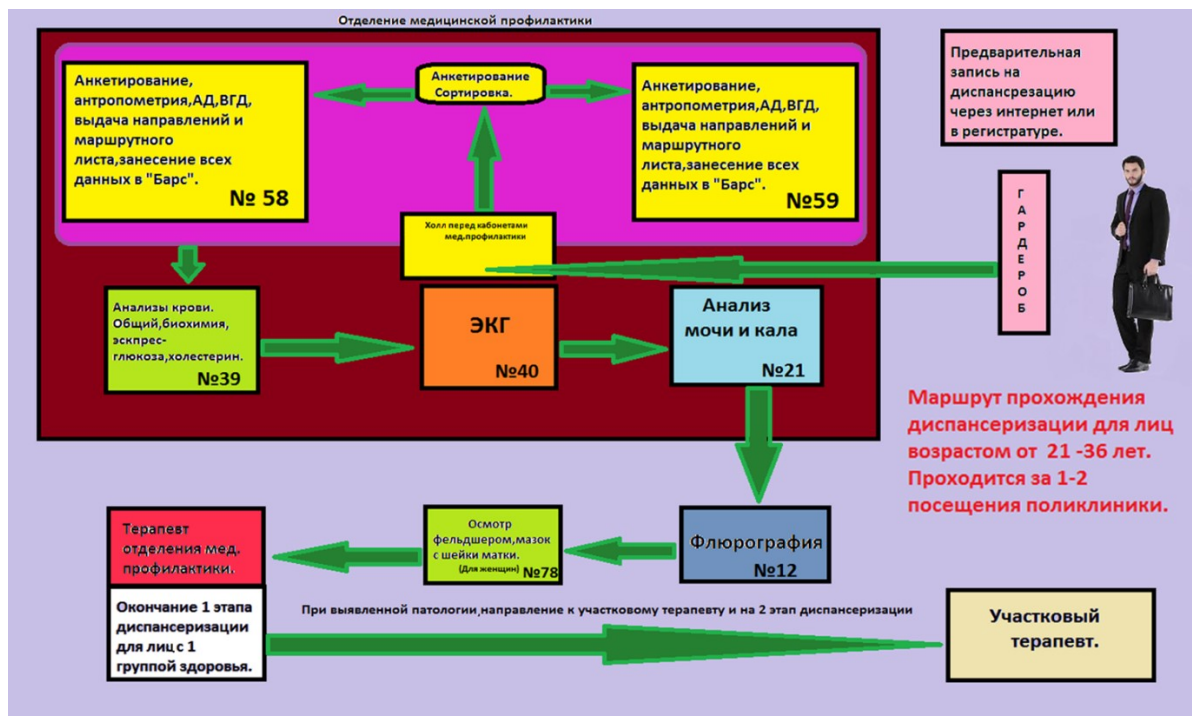 Отделение медицинской профилактики
Анкетирование,
антропометрия,АД,ВГД,
выдача направлений и
маршрутного
листа,занесение всех
данных в "Барс".
№ 58
Анкетирование
Сортировка.
Анкетирование,
антропометрия,АД,ВГД,
выдача направлений и
маршрутного
листа,занесение всех
данных в "Барс".
№59
Предварительная
запись на
диспансрезацию
через интернет или
в регистратуре.
Холл перед кабонетами
мед.профилактики
ГАРДЕРОБ
Анализы крови.
Общий,биохимия,
эскпрес-
глюкоза,холестерин.
№39
ЭКГ
№40
Анализ
мочи и кала
№21
Маршрут прохождения
диспансеризации для лиц
возрастом от 21 -36 лет.
Проходится за 1-2
посещения поликлиники.
Терапевт
отделения мед.
профилактики.
Осмотр
фельдшером,мазок
с шейки матки.
(Для женщин) №78
Флюрография
№12
Окончание 1 этапа
диспансеризации
для лиц с 1
группой здоровья.
При выявленной патологии,направление к участковому терапевту и на 2 этап диспансеризации
Участковый
терапевт.